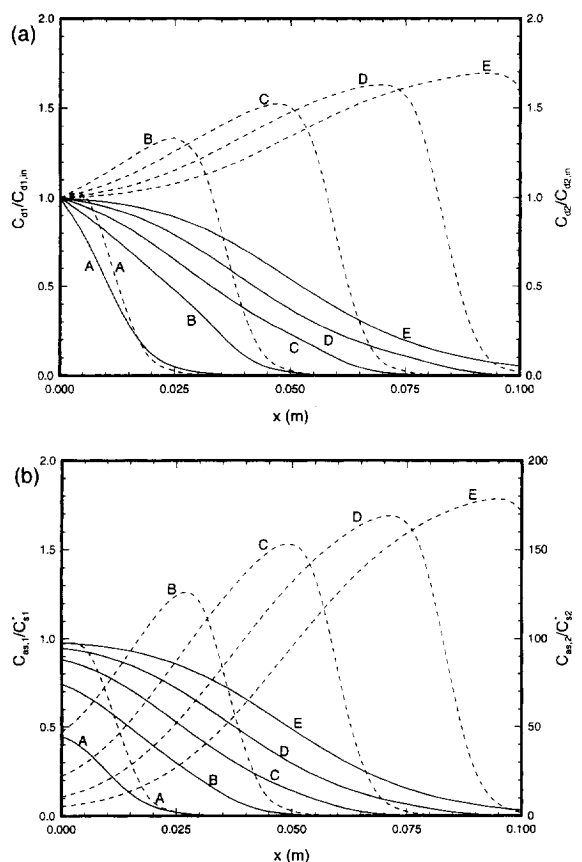 (a)
2.0
1.5
1.0
0.5
0.0
C_d1/C_d1,in
2.0
1.5
1.0
0.5
0.0
C_d2/C_d2,in
A
A
B
B
C
C
D
D
E
E
0.000
0.025
0.050
0.075
0.100
x (m)
(b)
2.0
1.5
1.0
0.5
0.0
C_as,1/C*_s1
200
150
100
50
0
C_as,2/C*_s2
A
A
B
B
C
C
D
D
E
E
0.000
0.025
0.050
0.075
0.100
x (m)